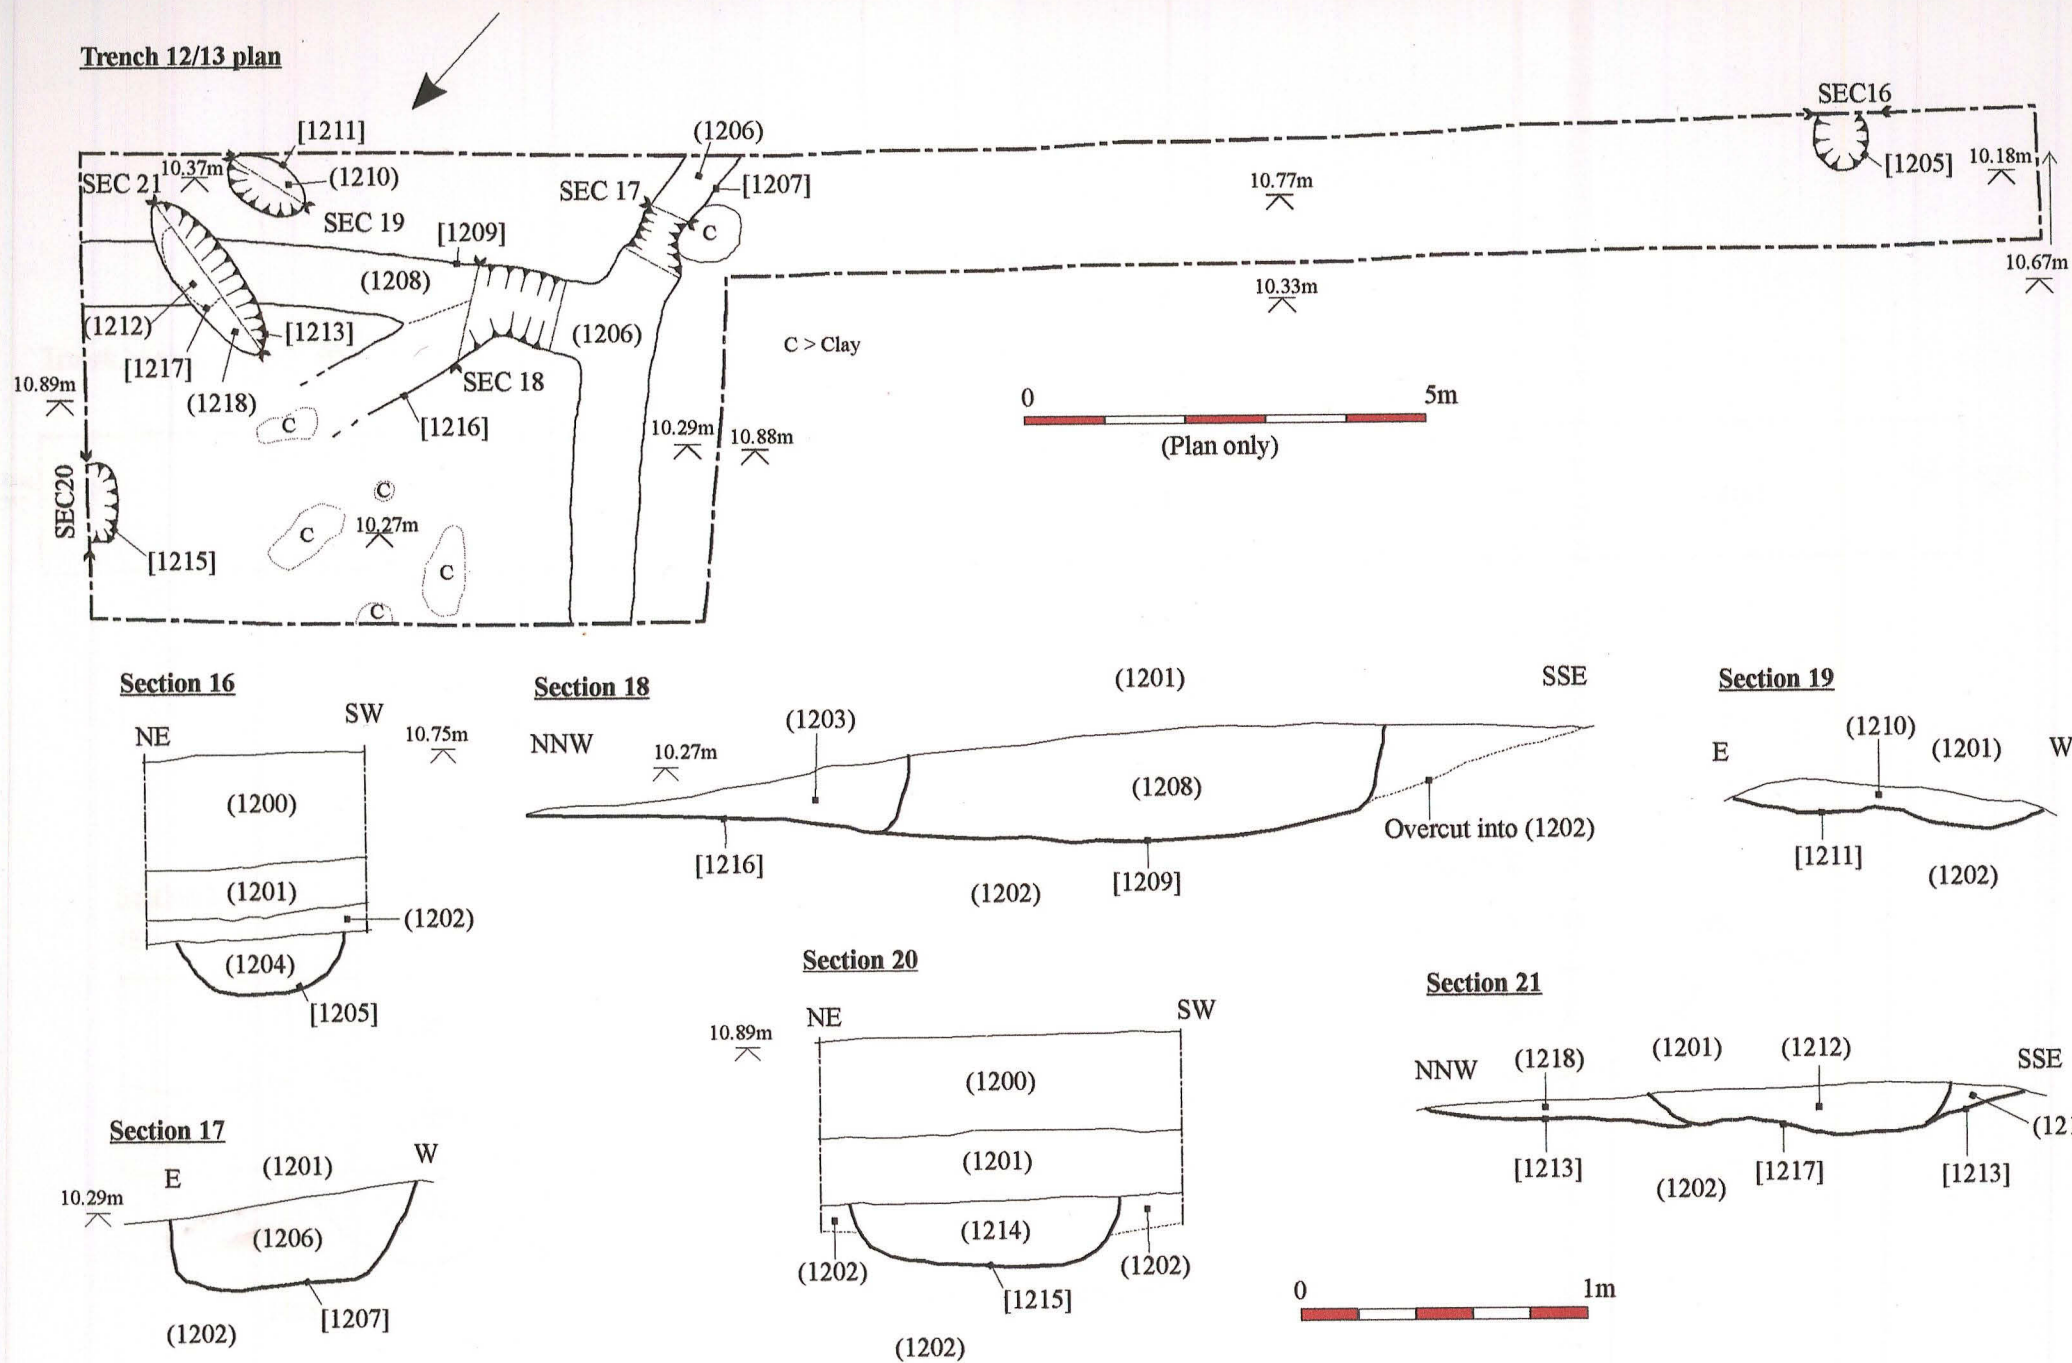 Trench 12/13 plan
SEC16
[1205]
10.18m
10.67m
[1211]
(1206)
10.37m
(1210)
SEC 21
SEC 19
SEC 17
[1207]
C
10.77m
[1209]
(1208)
10.33m
(1212)
[1213]
(1206)
C > Clay
[1217]
SEC 18
10.89m
(1218)
[1216]
C
10.29m
10.88m
0
5m
(Plan only)
SEC20
C
C
10.27m
[1215]
C
C
Section 16
NE
SW
10.75m
(1200)
(1201)
(1202)
(1204)
[1205]
Section 18
(1201)
SSE
(1203)
NNW
10.27m
(1208)
Overcut into (1202)
[1216]
(1202)
[1209]
Section 19
(1210)
E
(1201)
W
[1211]
(1202)
Section 17
E
(1201)
W
10.29m
(1206)
[1207]
(1202)
Section 20
NE
SW
10.89m
(1200)
(1201)
(1214)
(1202)
(1202)
[1215]
(1202)
Section 21
NNW
(1218)
(1201)
(1212)
SSE
[1213]
(1202)
[1217]
[1213]
0
1m